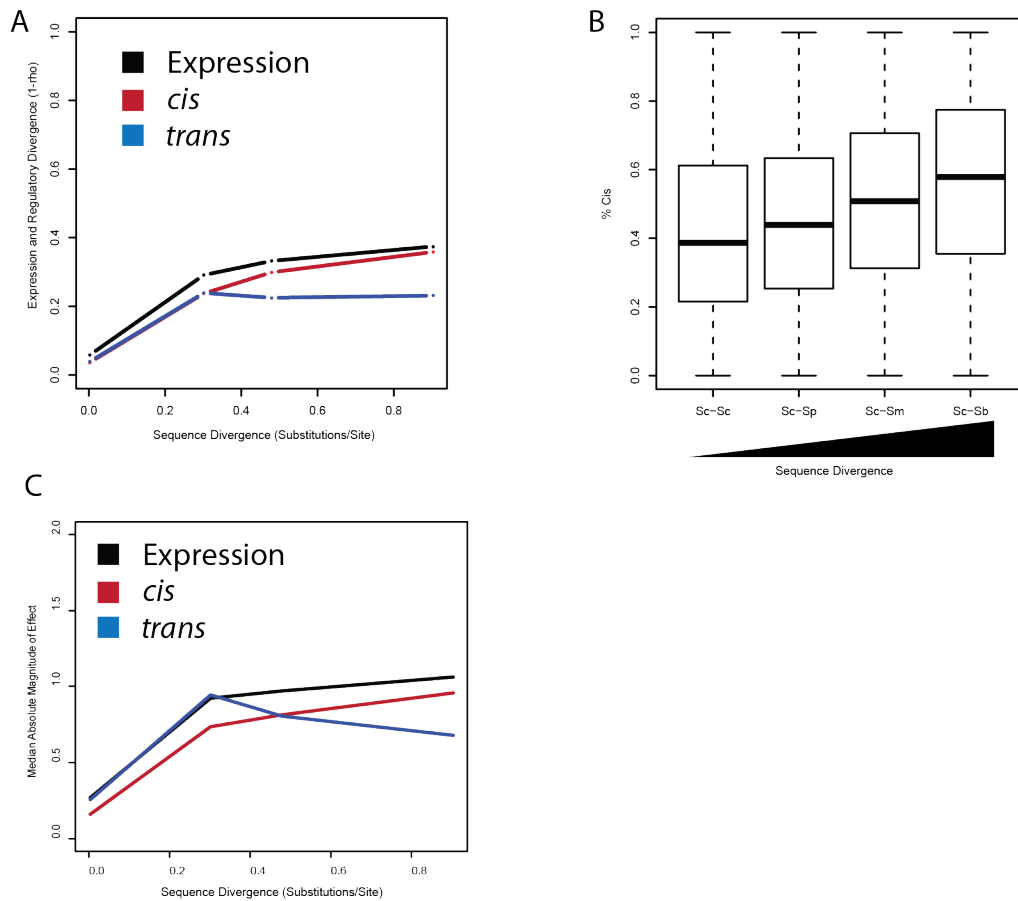 A
Expression and Regulatory Divergence (1-rho)
1.0
0.8
0.6
0.4
0.2
0.0
Expression
cis
trans
0.0 0.2 0.4 0.6 0.8
Sequence Divergence (Substitutions/Site)
B
% Cis
1.0
0.8
0.6
0.4
0.2
0.0
Sc-Sc Sc-Sp Sc-Sm Sc-Sb
Sequence Divergence
C
Median Absolute Magnitude of Effect
2.0
1.5
1.0
0.5
0.0
Expression
cis
trans
0.0 0.2 0.4 0.6 0.8
Sequence Divergence (Substitutions/Site)